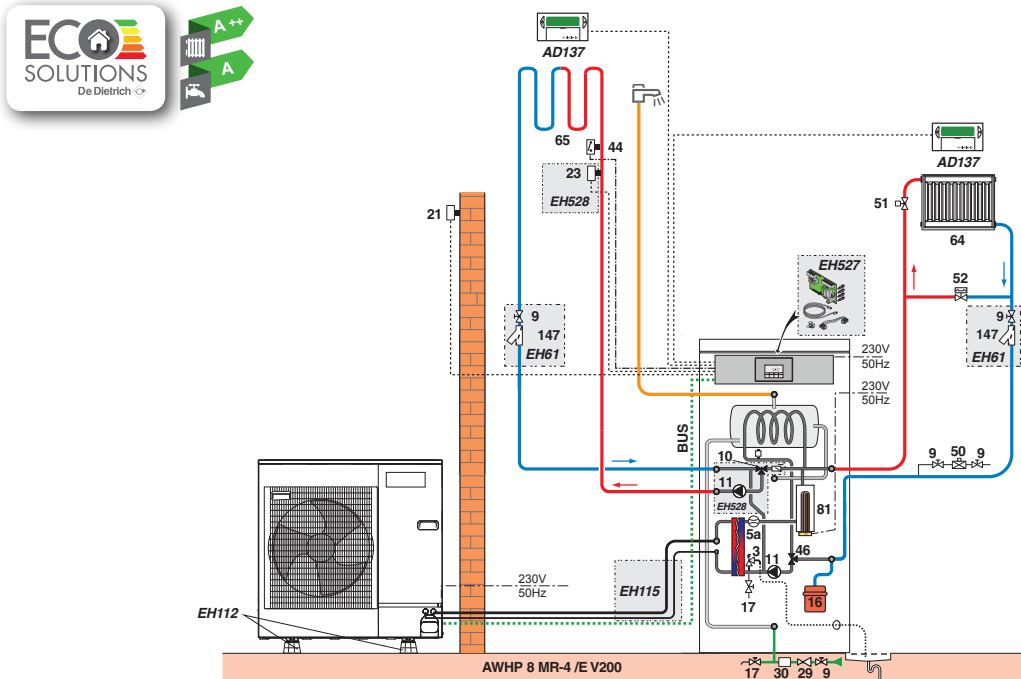 ECO
SOLUTIONS
De Dietrich
A ++
A
AD137
65
44
23
EH528
21
AD137
51
64
52
9
147
EH61
9
147
EH61
EH527
230V
50Hz
230V
50Hz
BUS
10
11
EH528
5a
81
3
11
46
17
16
9
50
9
230V
50Hz
EH115
EH112
AWHP 8 MR-4 /E V200
17
30
29
9